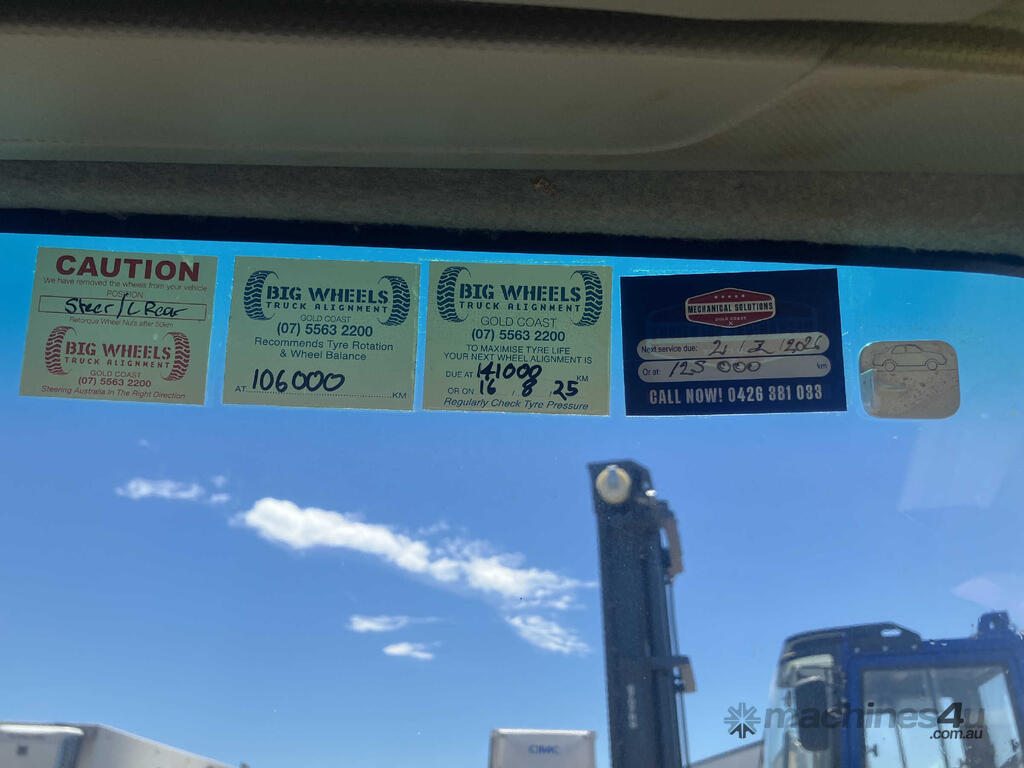 CAUTION
We have removed the wheels from your vehicle
POSITION
Steer/L Rear
Retorque Wheel Nuts after 50km
BIG WHEELS
TRUCK ALIGNMENT
GOLD COAST
(07) 5563 2200
Steering Australia In The Right Direction
BIG WHEELS
TRUCK ALIGNMENT
GOLD COAST
(07) 5563 2200
Recommends Tyre Rotation
& Wheel Balance
AT 106000 KM
BIG WHEELS
TRUCK ALIGNMENT
GOLD COAST
(07) 5563 2200
TO MAXIMISE TYRE LIFE
YOUR NEXT WHEEL ALIGNMENT IS
DUE AT 141000 KM
OR ON 16 / 8 / 25
Regularly Check Tyre Pressure
MECHANICAL SOLUTIONS
GOLD COAST
Next service due: 2 / 2026
Or at: 125 000 km
CALL NOW! 0426 381 033
CIMC
machines4u
.com.au